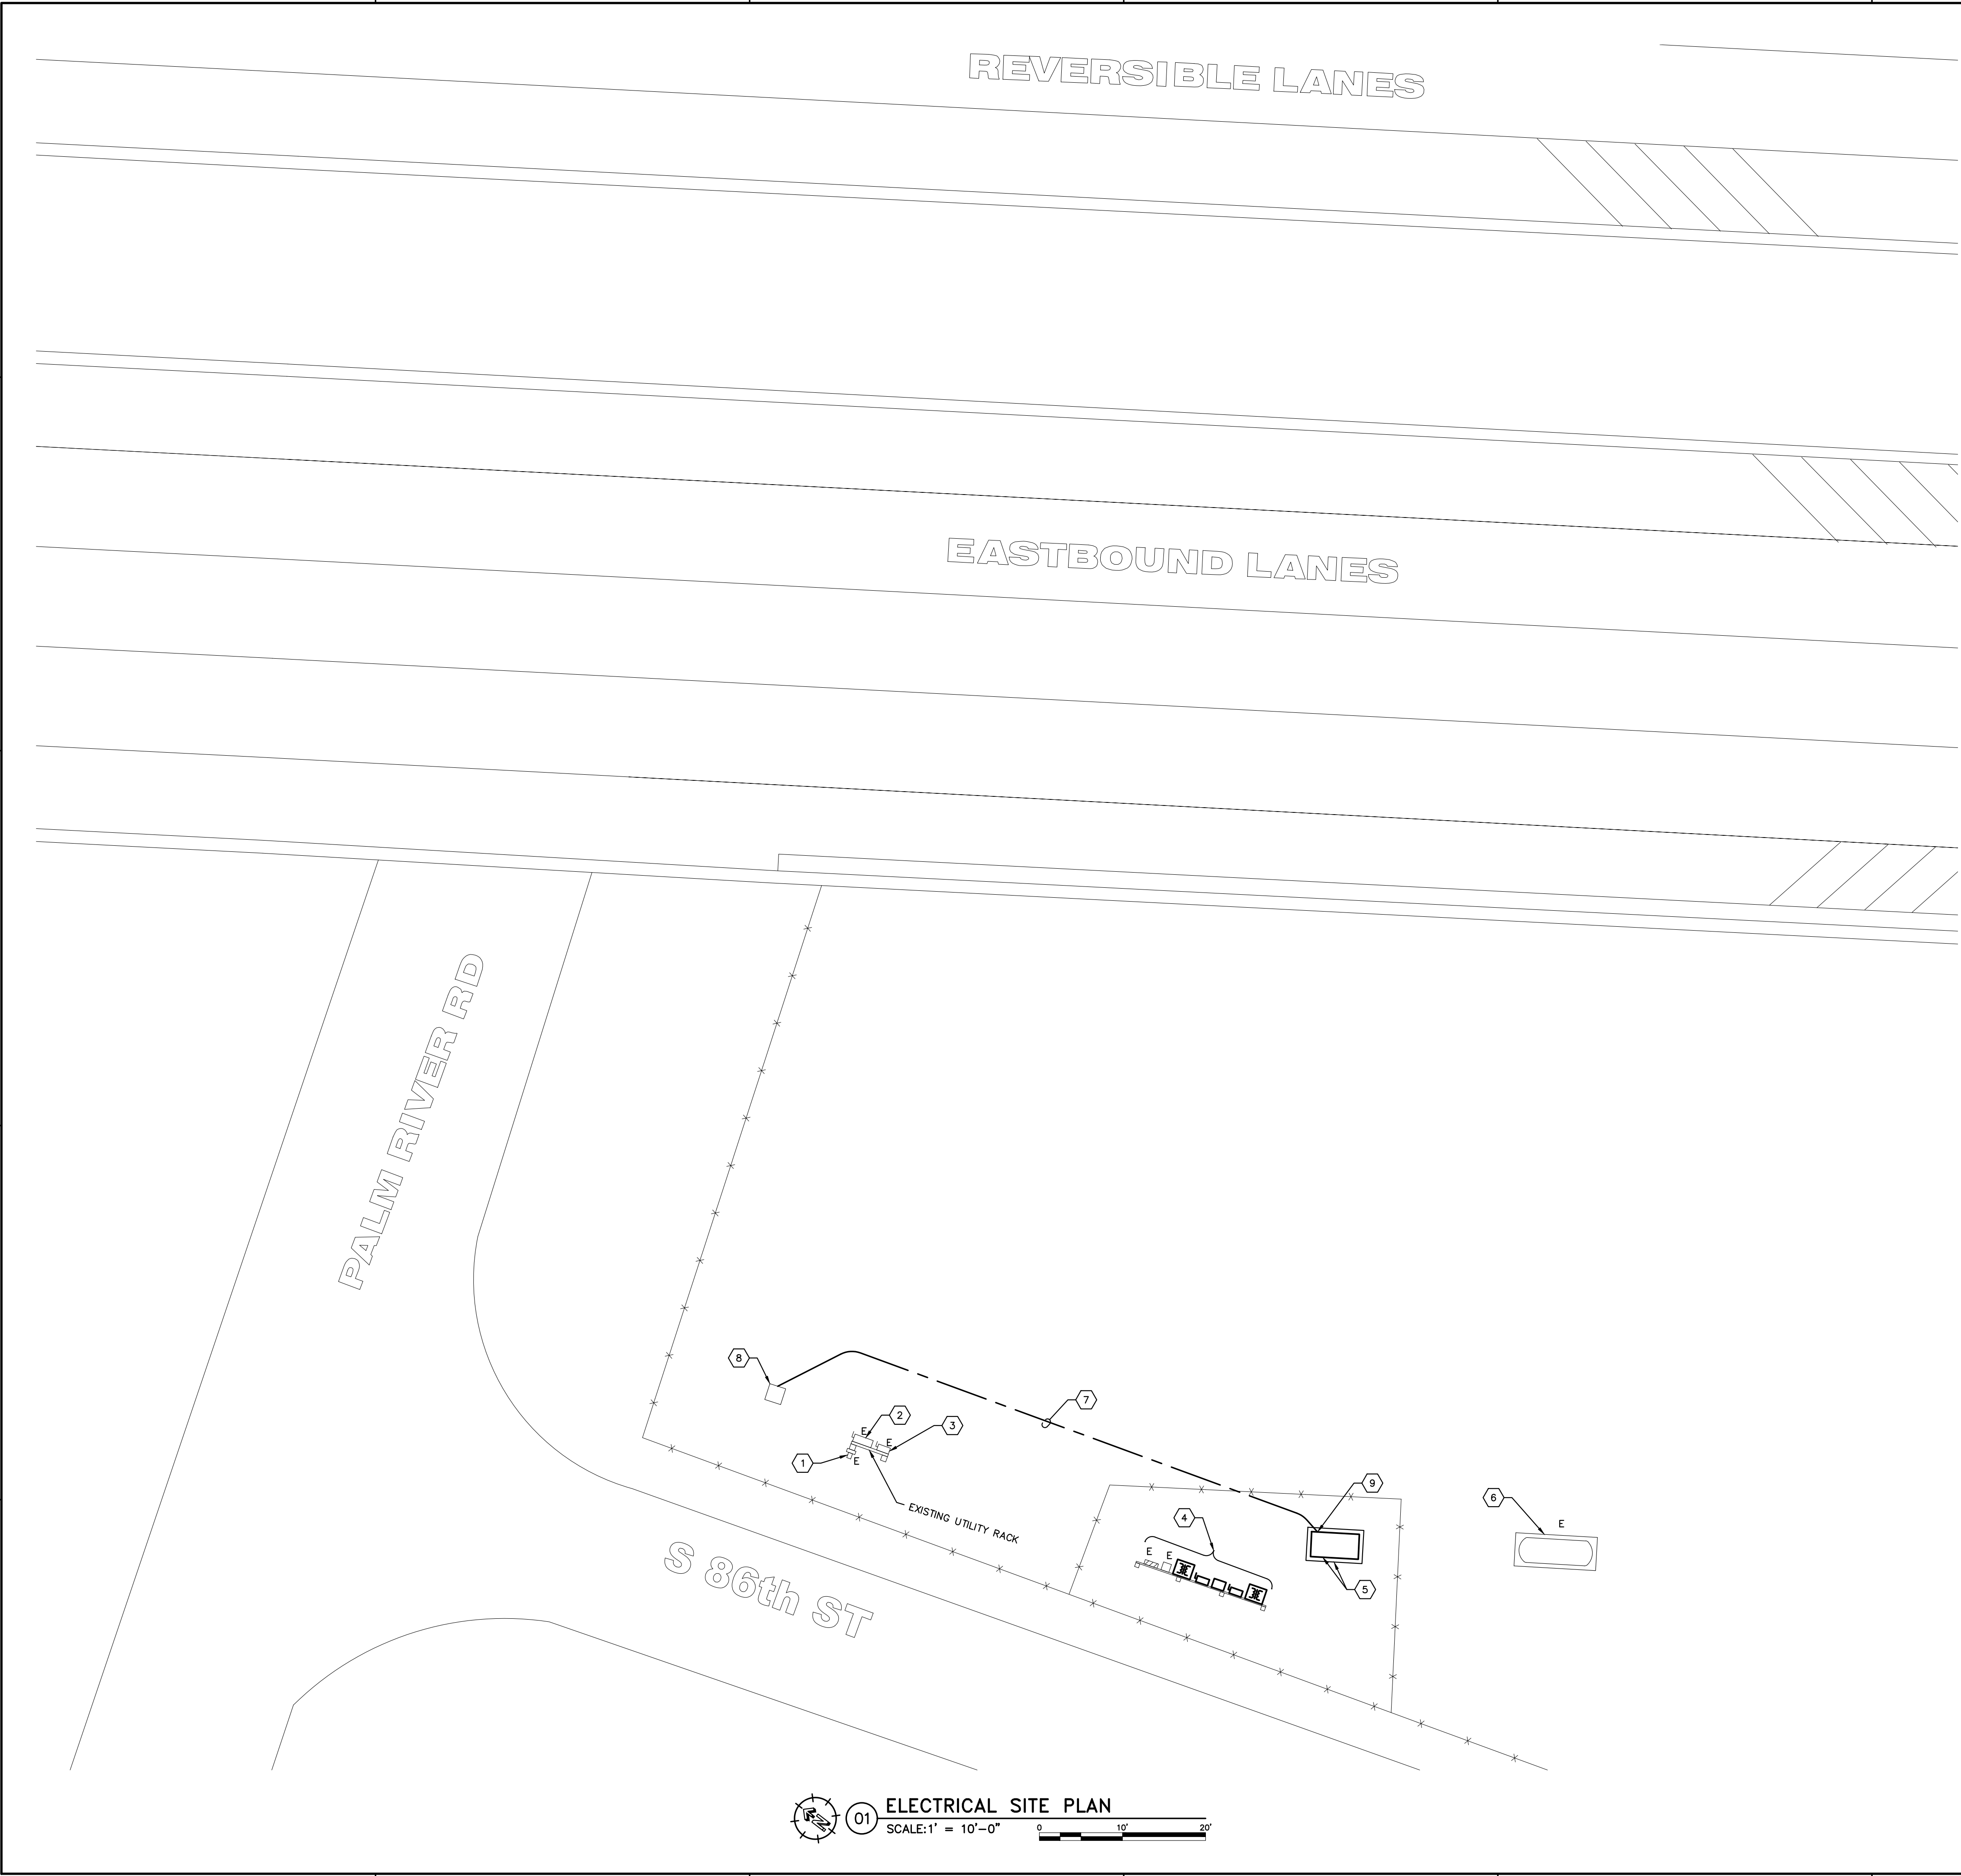 REVERSIBLE LANES
EASTBOUND LANES
PALM RIVER RD
8
7
2
E
3
E
1
E
9
6
E
EXISTING UTILITY RACK
4
E
E
5
S 86th ST
N
01
ELECTRICAL SITE PLAN
SCALE:1' = 10'-0"
0
10'
20'